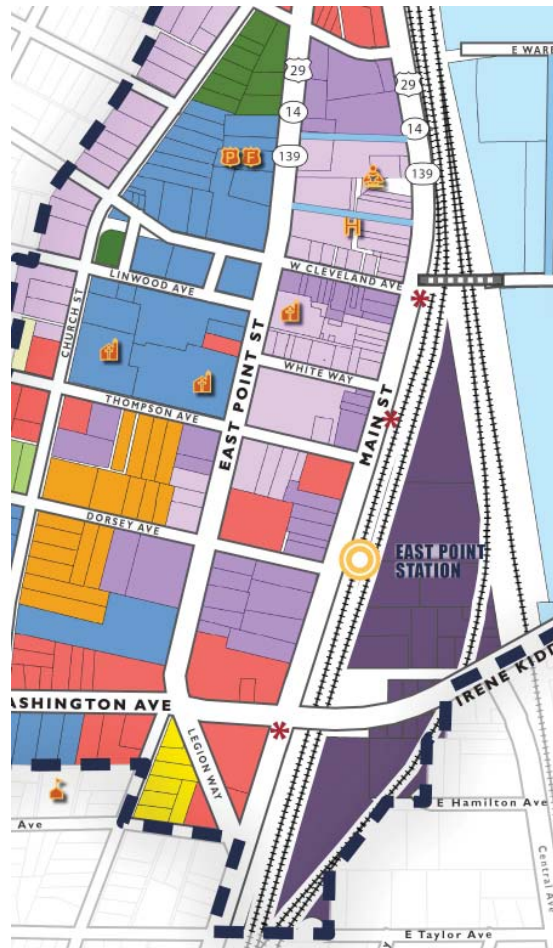 E WARE
29
29
14
14
139
139
P F
H
W CLEVELAND AVE
LINWOOD AVE
CHURCH ST
EAST POINT ST
WHITE WAY
MAIN ST
THOMPSON AVE
DORSEY AVE
EAST POINT
STATION
ASHINGTON AVE
IRENE KIDD
LEGION WAY
E Hamilton Ave
Ave
Central Ave
E Taylor Ave